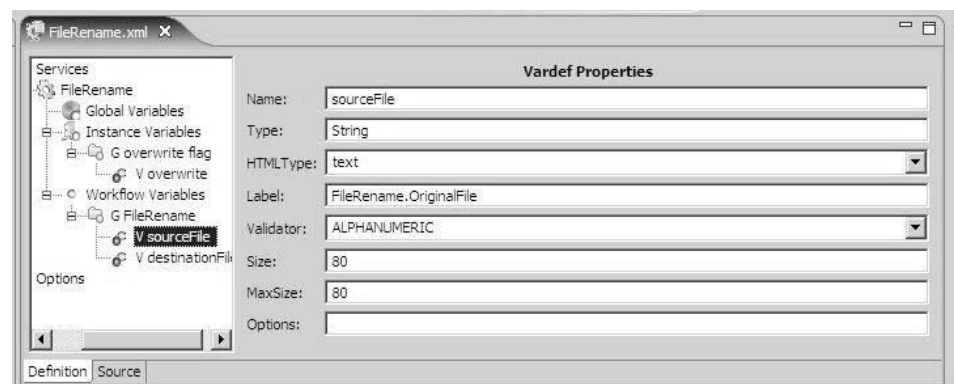 FileRename.xml
Services
FileRename
Global Variables
Instance Variables
G overwrite flag
V overwrite
Workflow Variables
G FileRename
V sourceFile
V destinationFil
Options
Vardef Properties
Name: sourceFile
Type: String
HTMLType: text
Label: FileRename.OriginalFile
Validator: ALPHANUMERIC
Size: 80
MaxSize: 80
Options:
Definition Source